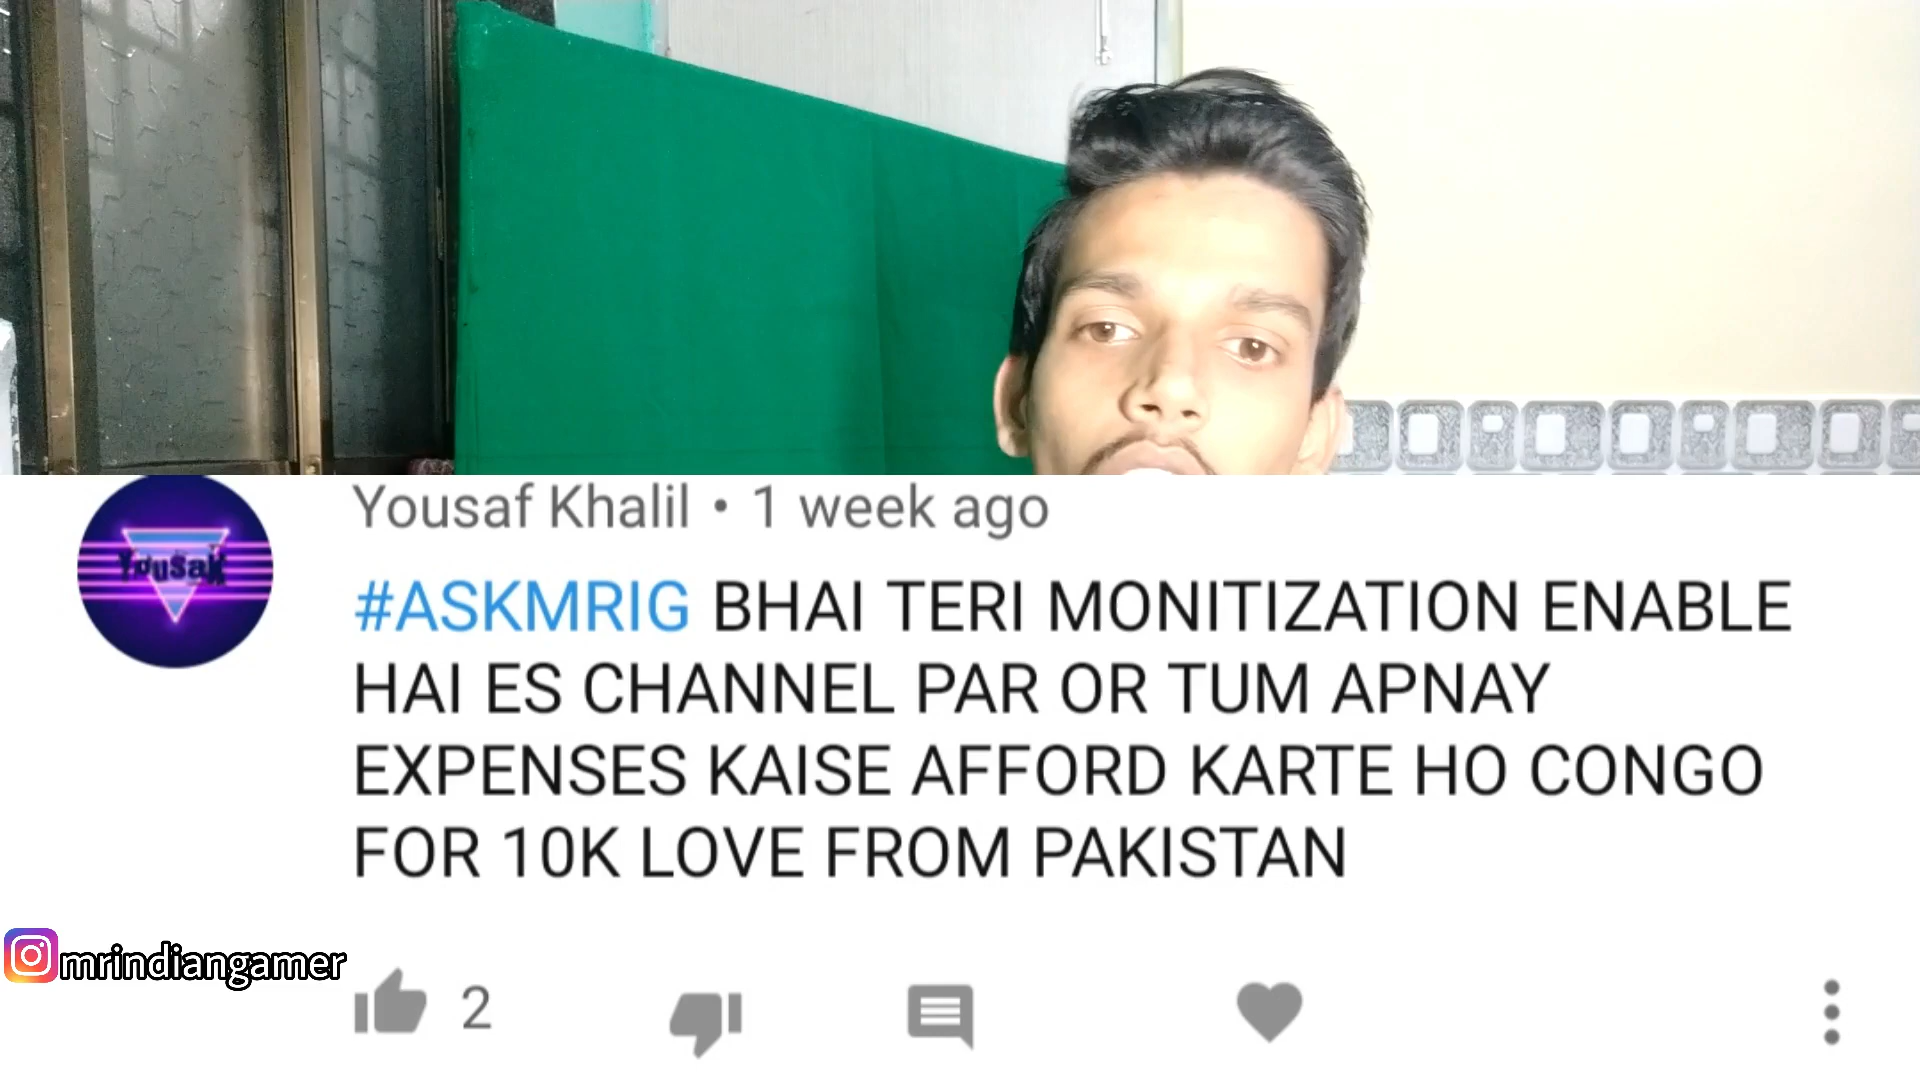 Yousaf Khalil • 1 week ago
Yousaf
#ASKMRIG BHAI TERI MONITIZATION ENABLE
HAI ES CHANNEL PAR OR TUM APNAY
EXPENSES KAISE AFFORD KARTE HO CONGO
FOR 10K LOVE FROM PAKISTAN
mrindiangamer
2